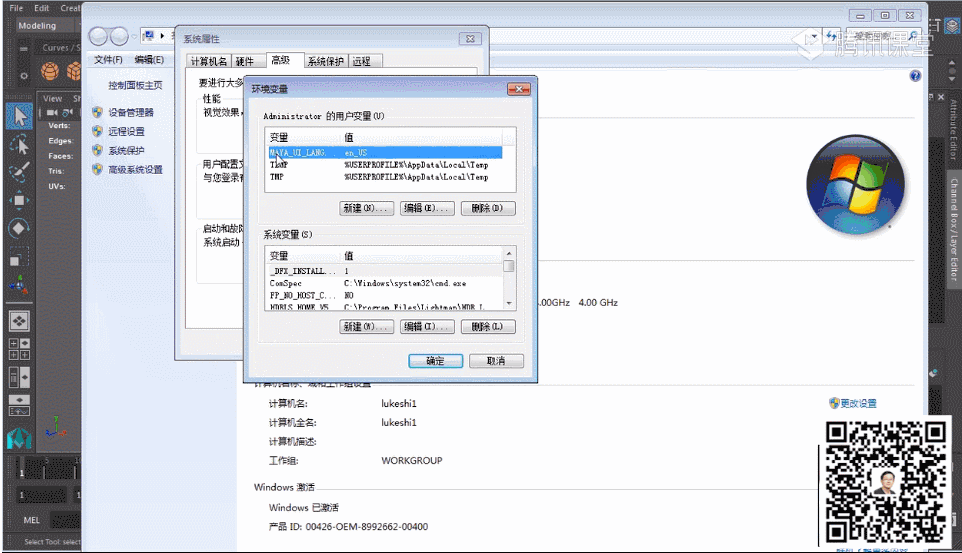 File Edit Creat
Modeling
Curves / S
View Sh
Verts:
Edges:
Faces:
Tris:
UVs:
MEL
Select Tool: select
腾讯课堂
文件(F) 编辑(E)
控制面板主页
设备管理器
远程设置
系统保护
高级系统设置
系统属性
计算机名 硬件 高级 系统保护 远程
要进行大多
性能
视觉效果，
用户配置文
与您登录有
启动和故障
系统启动、
环境变量
Administrator 的用户变量(U)
变量 值
MAYA_UI_LANG... en_US
TEMP %USERPROFILE%\AppData\Local\Temp
TMP %USERPROFILE%\AppData\Local\Temp
新建(N)... 编辑(E)... 删除(D)
系统变量(S)
变量 值
_DFX_INSTALL... 1
ComSpec C:\Windows\system32\cmd.exe
FP_NO_HOST_C... NO
新建(W)... 编辑(I)... 删除(L)
确定 取消
.00GHz 4.00 GHz
计算机名称、域和工作组设置
计算机名: lukeshi1
更改设置
计算机全名: lukeshi1
计算机描述:
工作组: WORKGROUP
Windows 激活
Windows 已激活
产品 ID: 00426-OEM-8992662-00400
Attribute Editor
Channel Box / Layer Editor